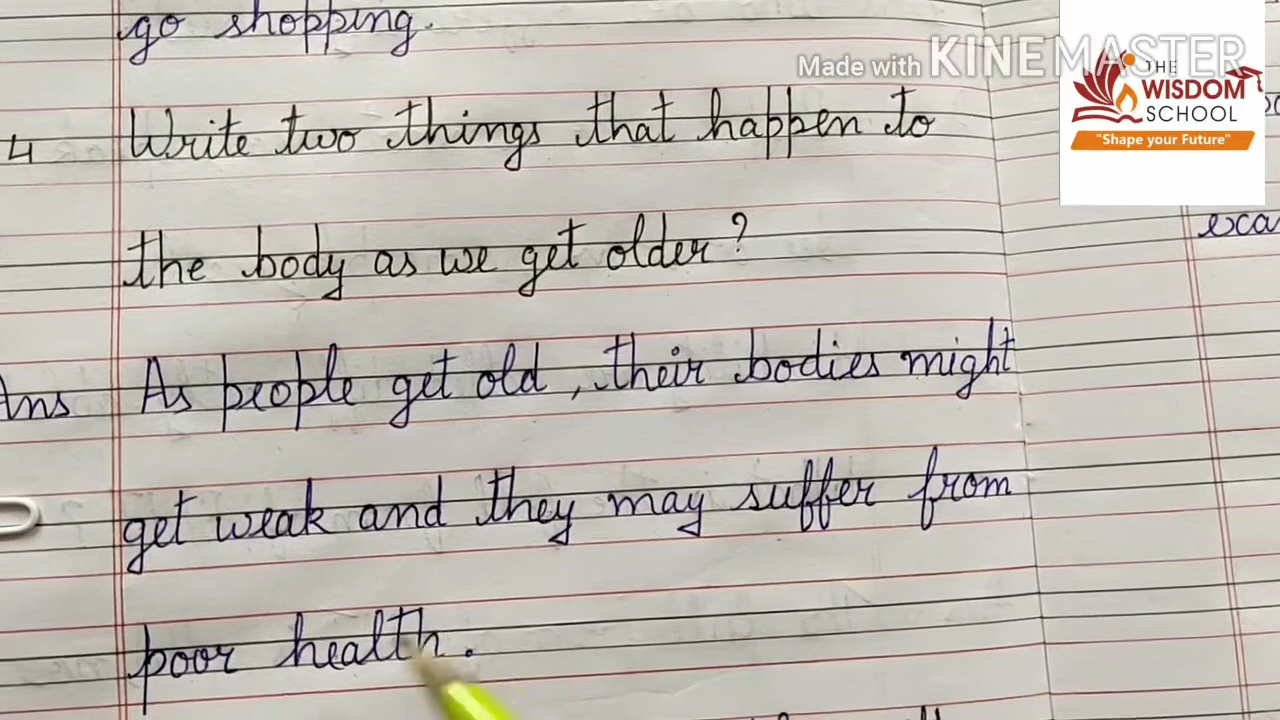 go shopping.
Made with KINEMASTER
THE
WISDOM
SCHOOL
"Shape your Future"
4 Write two things that happen to
the body as we get older?
exa
Ans As people get old, their bodies might
get weak and they may suffer from
poor health.